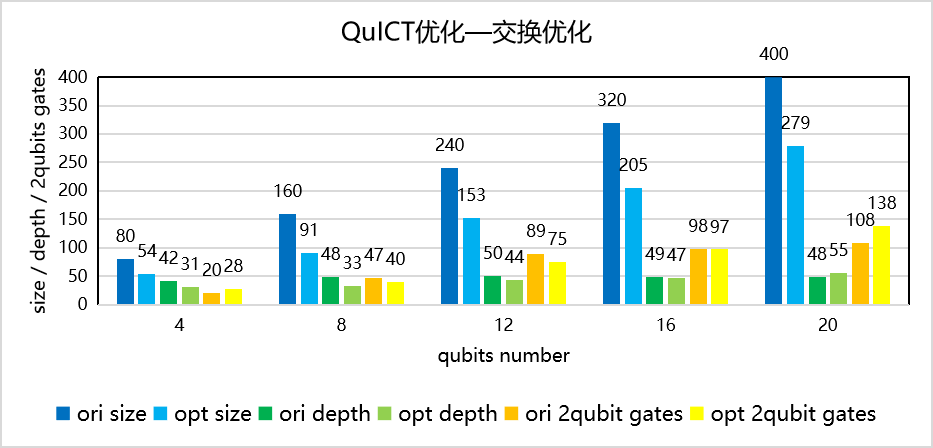 QuICT优化—交换优化
size / depth / 2qubits gates
400
350
300
250
200
150
100
50
0
80 54 42 31 20 28
160 91 48 33 47 40
240 153 50 44 89 75
320 205 49 47 98 97
400 279 48 55 108 138
4 8 12 16 20
qubits number
ori size opt size ori depth opt depth ori 2qubit gates opt 2qubit gates